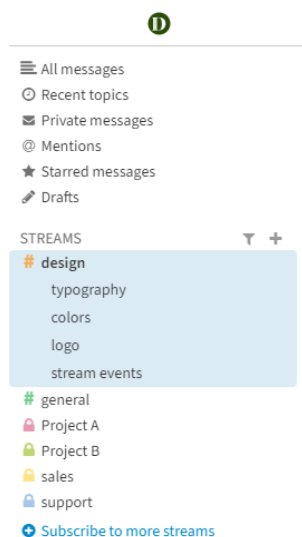 D
All messages
Recent topics
Private messages
@ Mentions
Starred messages
Drafts
STREAMS
# design
typography
colors
logo
stream events
# general
Project A
Project B
sales
support
Subscribe to more streams